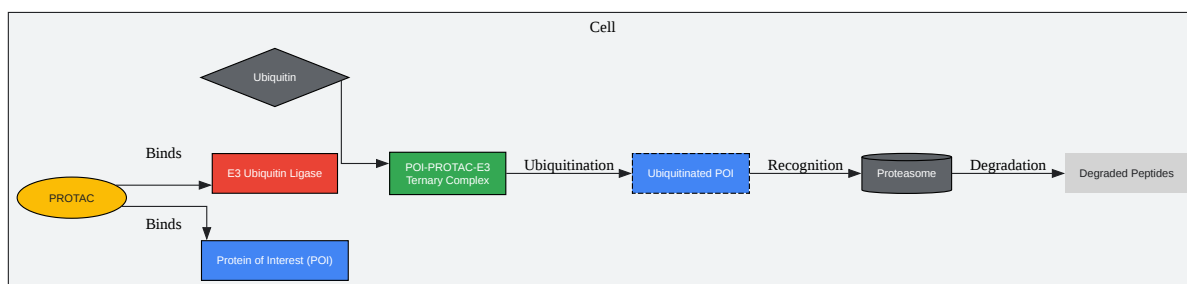 Cell
Ubiquitin
Binds
E3 Ubiquitin Ligase
POI-PROTAC-E3
Ternary Complex
Ubiquitination
Ubiquitinated POI
Recognition
Proteasome
Degradation
Degraded Peptides
PROTAC
Binds
Protein of Interest (POI)